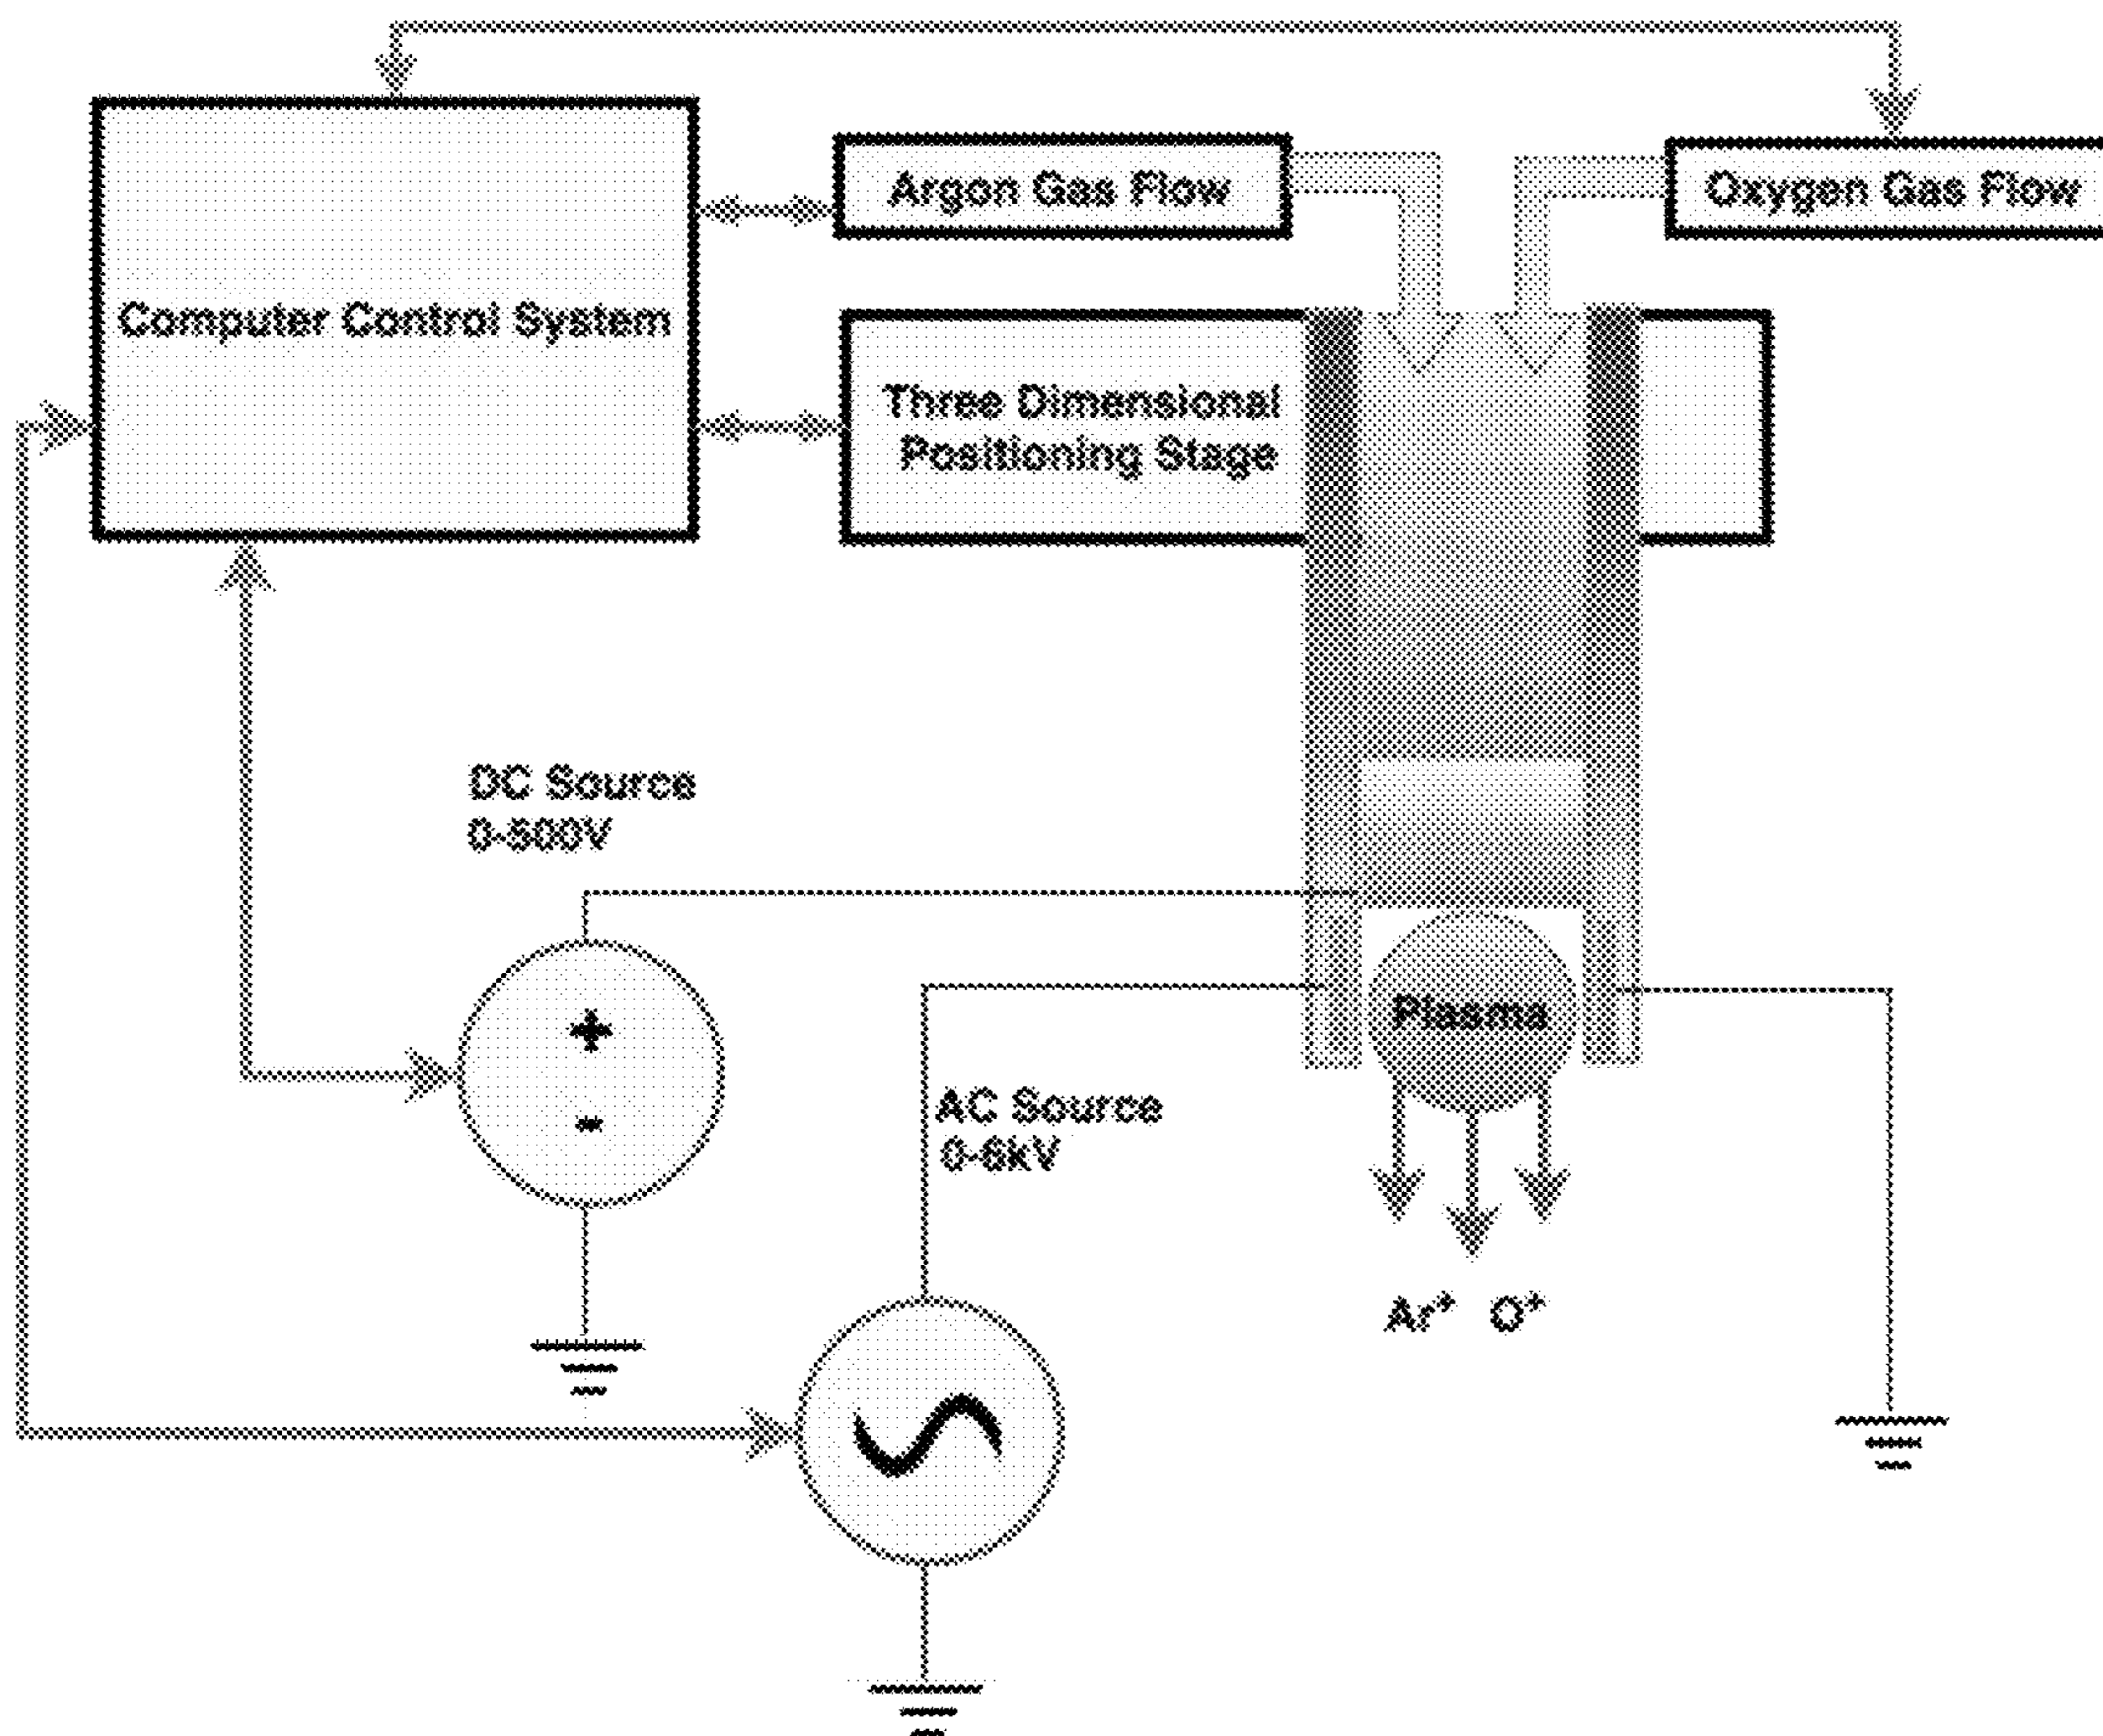 Argon Gas Flow
Oxygen Gas Flow
Computer Control System
Three Dimensional
Positioning Stage
DC Source
0-500V
+
-
Plasma
AC Source
0-6kV
Ar⁺ O⁺